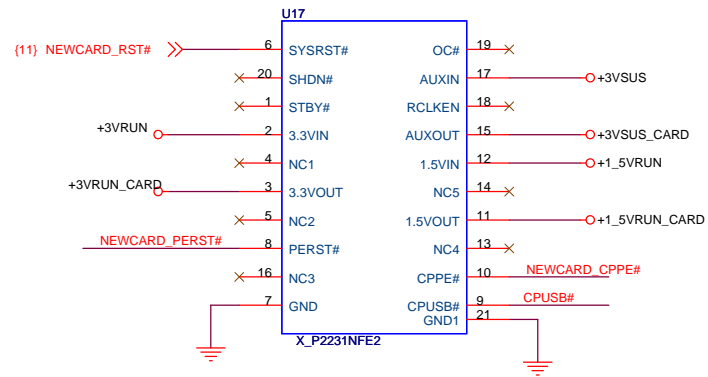 U17
{11} NEWCARD_RST# 6 SYSRST# OC# 19
20 SHDN# AUXIN 17 +3VSUS
1 STBY# RCLKEN 18
+3VRUN 2 3.3VIN AUXOUT 15 +3VSUS_CARD
4 NC1 1.5VIN 12 +1_5VRUN
+3VRUN_CARD 3 3.3VOUT NC5 14
5 NC2 1.5VOUT 11 +1_5VRUN_CARD
NEWCARD_PERST# 8 PERST# NC4 13
16 NC3 CPPE# 10 NEWCARD_CPPE#
7 GND CPUSB# 9 CPUSB#
GND1 21
X_P2231NFE2